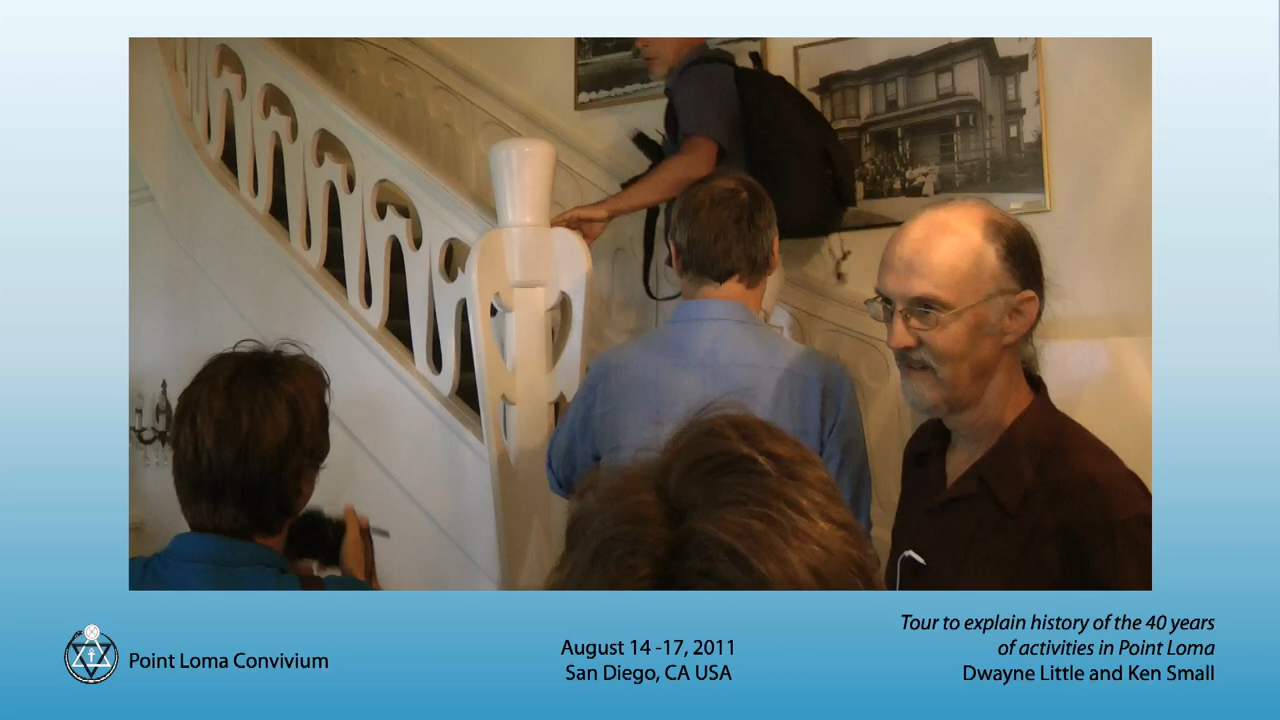 Point Loma Convivium
August 14 -17, 2011
San Diego, CA USA
Tour to explain history of the 40 years
of activities in Point Loma
Dwayne Little and Ken Small